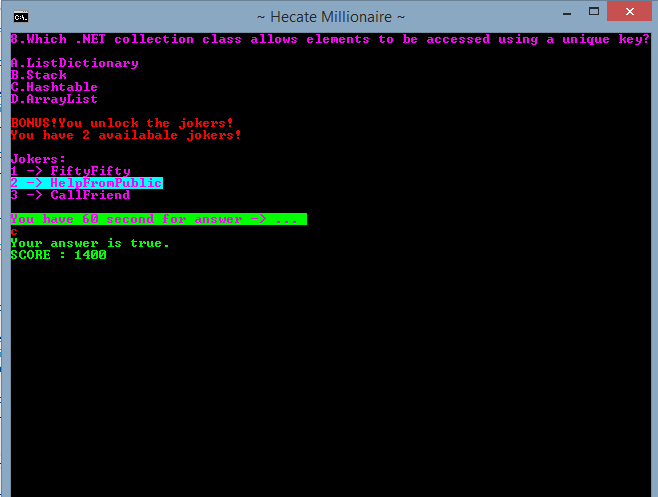 ~ Hecate Millionaire ~
8.Which .NET collection class allows elements to be accessed using a unique key?
A.ListDictionary
B.Stack
C.Hashtable
D.ArrayList
BONUS!You unlock the jokers!
You have 2 availabale jokers!
Jokers:
1 -> FiftyFifty
2 -> HelpFromPublic
3 -> CallFriend
You have 60 second for answer -> ...
c
Your answer is true.
SCORE : 1400